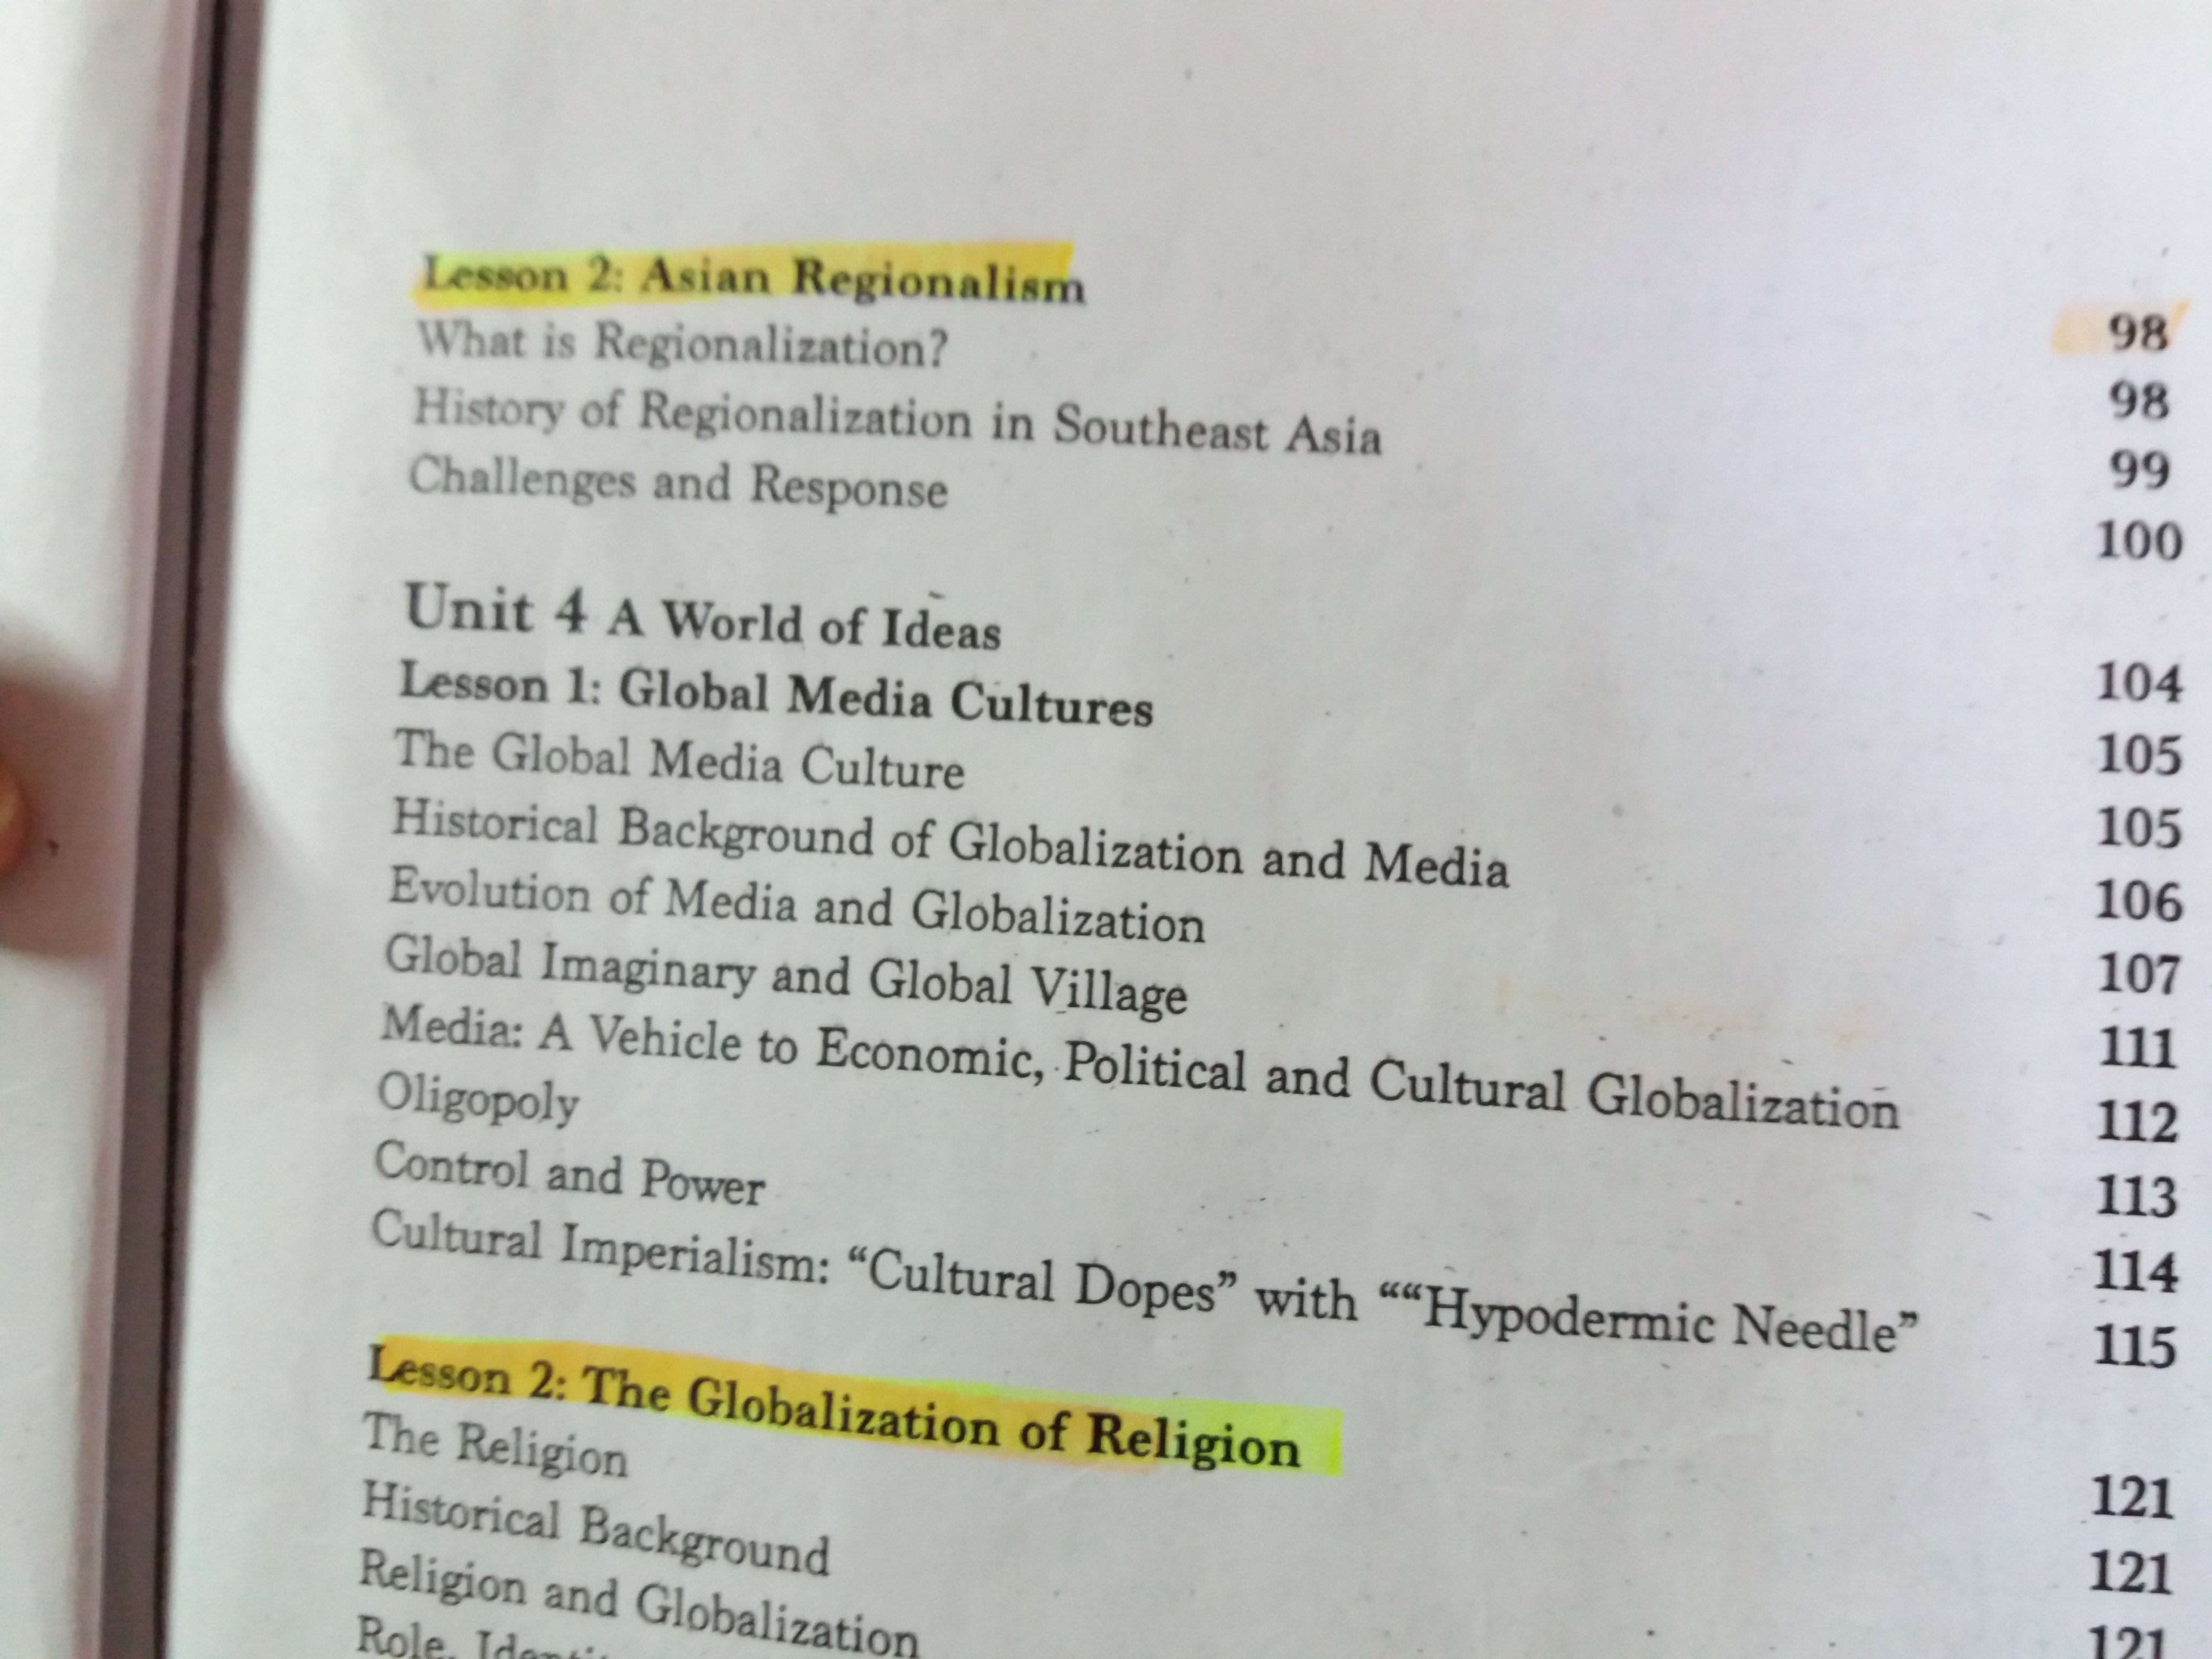 Lesson 2: Asian Regionalism 98
What is Regionalization? 98
History of Regionalization in Southeast Asia 99
Challenges and Response 100
Unit 4 A World of Ideas 104
Lesson 1: Global Media Cultures 105
The Global Media Culture 105
Historical Background of Globalization and Media 106
Evolution of Media and Globalization 107
Global Imaginary and Global Village 111
Media: A Vehicle to Economic, Political and Cultural Globalization 112
Oligopoly 113
Control and Power 114
Cultural Imperialism: “Cultural Dopes” with ““Hypodermic Needle” 115
Lesson 2: The Globalization of Religion 121
The Religion 121
Historical Background 121
Religion and Globalization
Role,